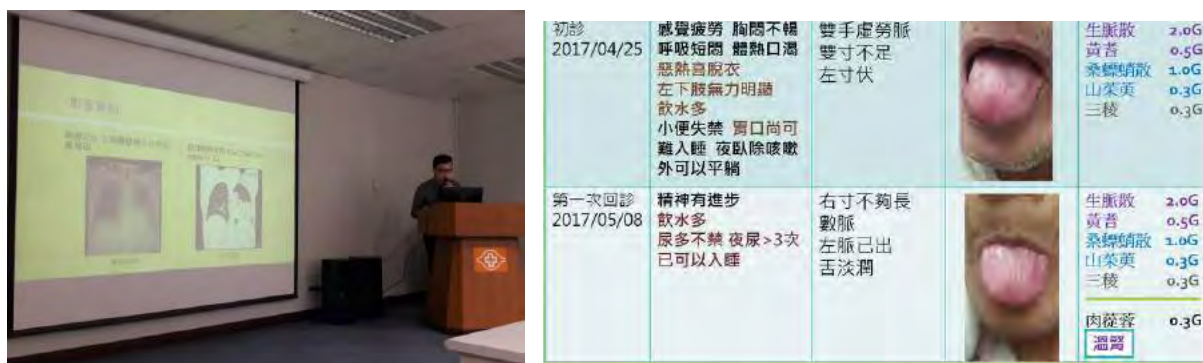 初診
2017/04/25
感覺疲勞 胸悶不暢
呼吸短悶 體熱口渴
惡熱喜脫衣
左下肢無力明顯
飲水多
小便失禁 胃口尚可
難入睡 夜臥除咳嗽
外可以平躺
雙手虛勞脈
雙寸不足
左寸伏
生脈散 2.0G
黃耆 0.5G
桑螵蛸散 1.0G
山茱萸 0.3G
三稜 0.3G
第一次回診
2017/05/08
精神有進步
飲水多
尿多不禁 夜尿>3次
已可以入睡
右寸不夠長
數脈
左脈已出
舌淡潤
生脈散 2.0G
黃耆 0.5G
桑螵蛸散 1.0G
山茱萸 0.3G
三稜 0.3G
肉蓯蓉 0.3G
溫腎